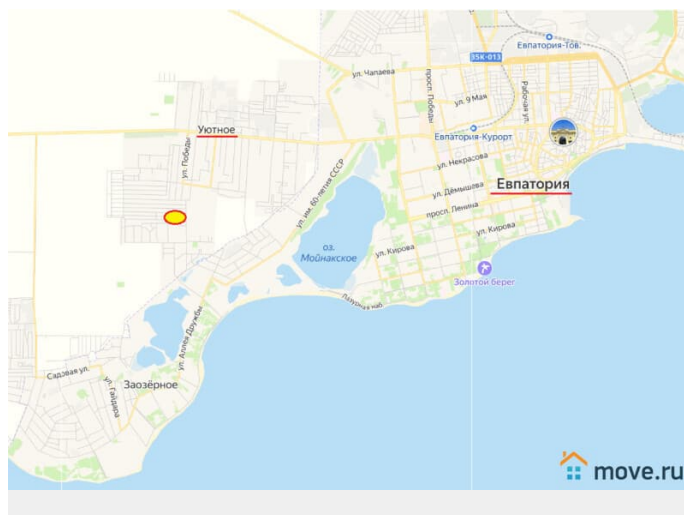 Евпатория-Тов.
35К-013
ул. Чапаева
просп. Победы
Рабочая ул.
ул. 9 Мая
Уютное
Евпатория-Курорт
ул. Победы
ул. им. 60-летия СССР
ул. Некрасова
ул. Дёмышева
Евпатория
просп. Ленина
ул. Кирова
оз.
Мойнакское
ул. Кирова
Золотой берег
Лазурная наб.
ул. Аллея Дружбы
Садовая ул.
ул. Гайдара
Заозёрное
move.ru